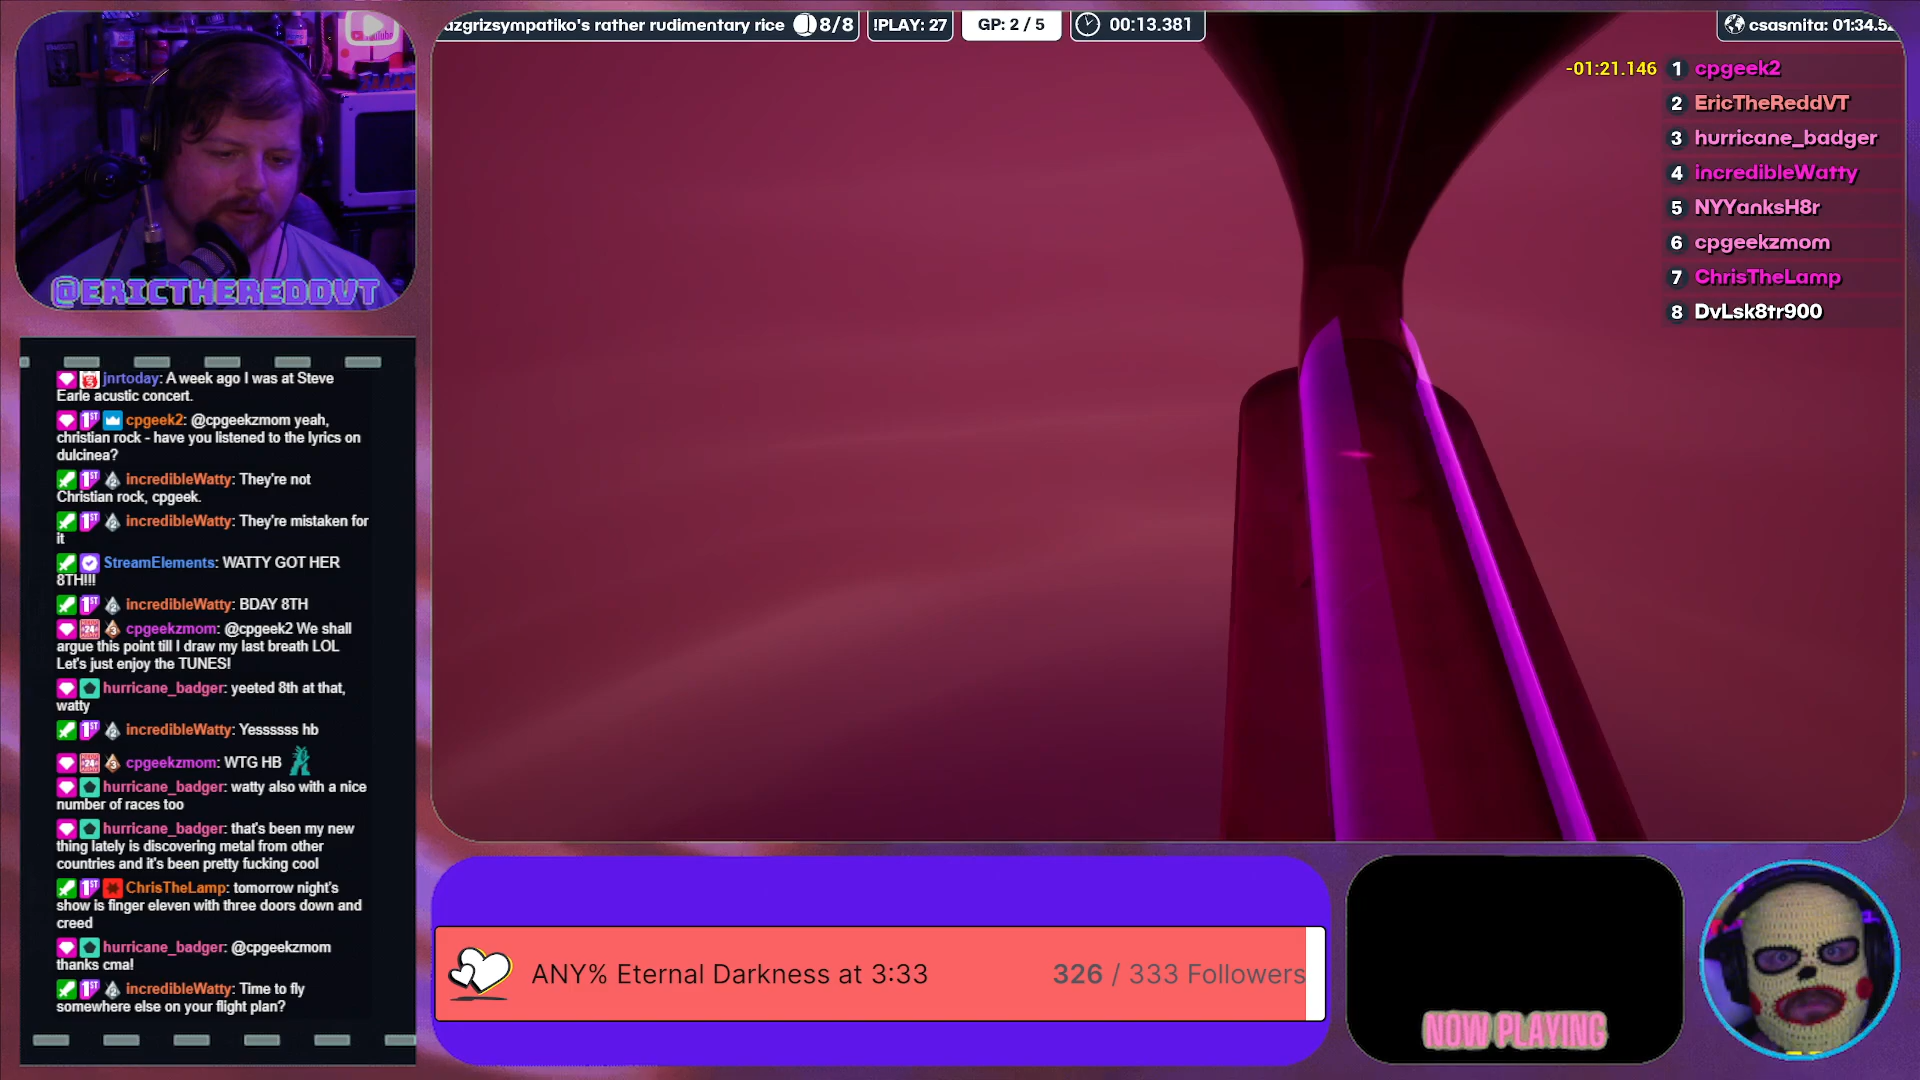 azgrizsympatiko's rather rudimentary rice 8/8
!PLAY: 27
GP: 2 / 5
00:13.381
csasmita: 01:34.52
-01:21.146 1 cpgeek2
2 EricTheReddVT
3 hurricane_badger
4 incredibleWatty
5 NYYanksH8r
6 cpgeekzmom
7 ChrisTheLamp
8 DvLsk8tr900
@ERICTHEREDDVT
jnrtoday: A week ago I was at Steve
Earle acustic concert.
cpgeek2: @cpgeekzmom yeah,
christian rock - have you listened to the lyrics on
dulcinea?
incredibleWatty: They're not
Christian rock, cpgeek.
incredibleWatty: They're mistaken for
it
StreamElements: WATTY GOT HER
8TH!!!
incredibleWatty: BDAY 8TH
cpgeekzmom: @cpgeek2 We shall
argue this point till I draw my last breath LOL
Let's just enjoy the TUNES!
hurricane_badger: yeeted 8th at that,
watty
incredibleWatty: Yessssss hb
cpgeekzmom: WTG HB
hurricane_badger: watty also with a nice
number of races too
hurricane_badger: that's been my new
thing lately is discovering metal from other
countries and it's been pretty fucking cool
ChrisTheLamp: tomorrow night's
show is finger eleven with three doors down and
creed
hurricane_badger: @cpgeekzmom
thanks cma!
incredibleWatty: Time to fly
somewhere else on your flight plan?
ANY% Eternal Darkness at 3:33
326 / 333 Followers
NOW PLAYING